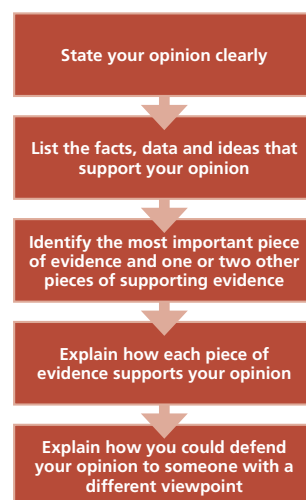 State your opinion clearly
List the facts, data and ideas that
support your opinion
Identify the most important piece
of evidence and one or two other
pieces of supporting evidence
Explain how each piece of
evidence supports your opinion
Explain how you could defend
your opinion to someone with a
different viewpoint